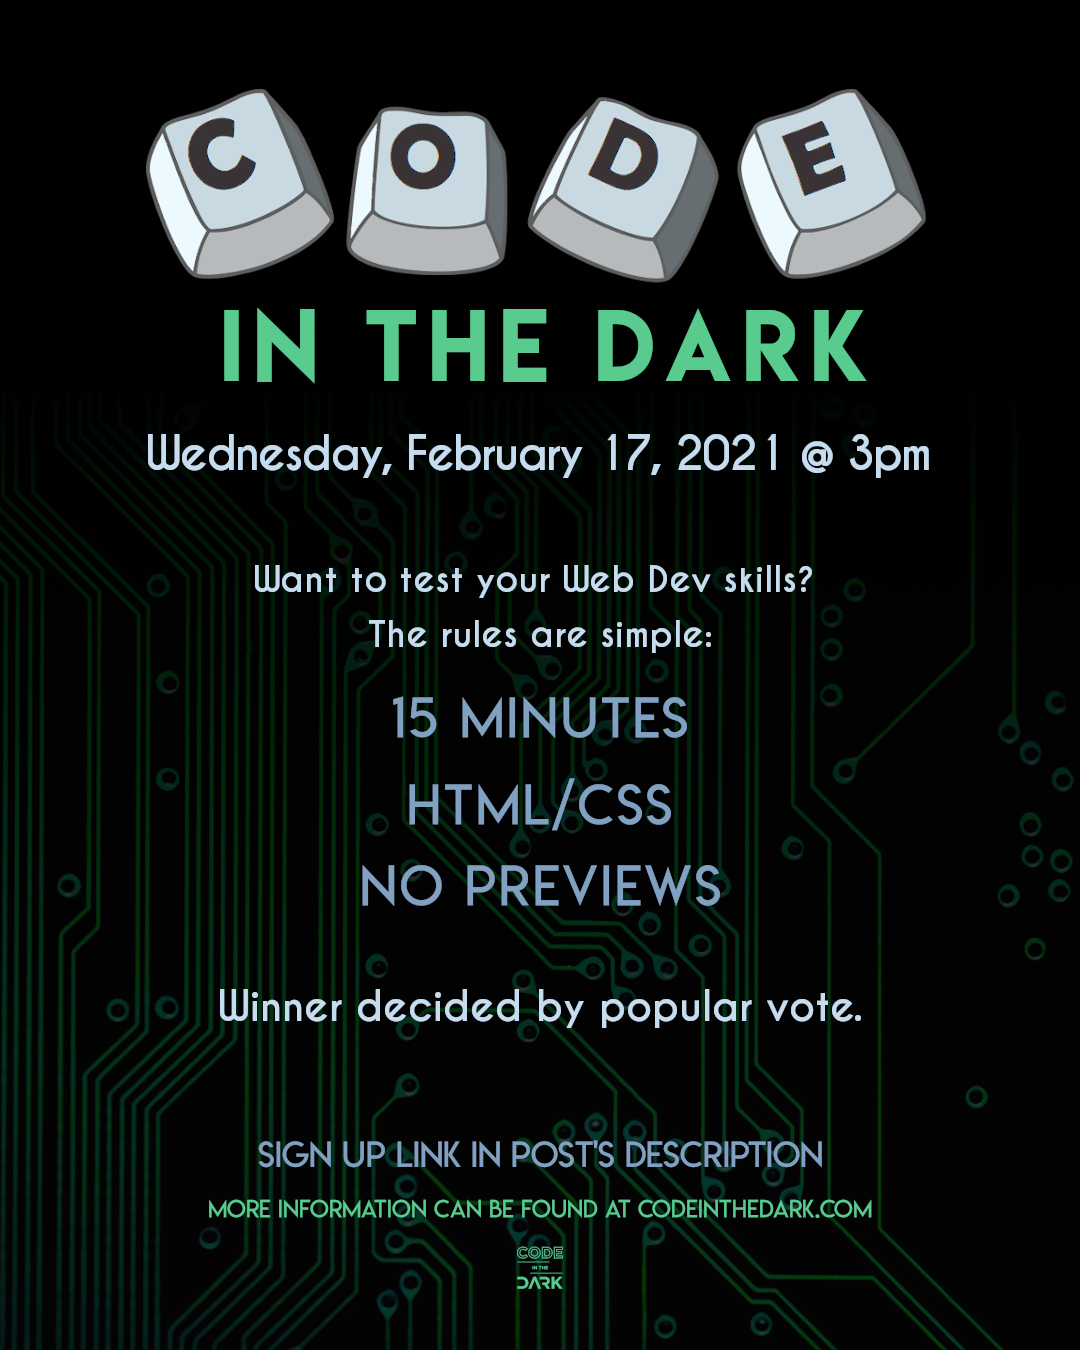 CODE
IN THE DARK
Wednesday, February 17, 2021 @ 3pm
Want to test your Web Dev skills?
The rules are simple:
15 MINUTES
HTML/CSS
NO PREVIEWS
Winner decided by popular vote.
SIGN UP LINK IN POST'S DESCRIPTION
MORE INFORMATION CAN BE FOUND AT CODEINTHEDARK.COM
CODE
IN THE
DARK